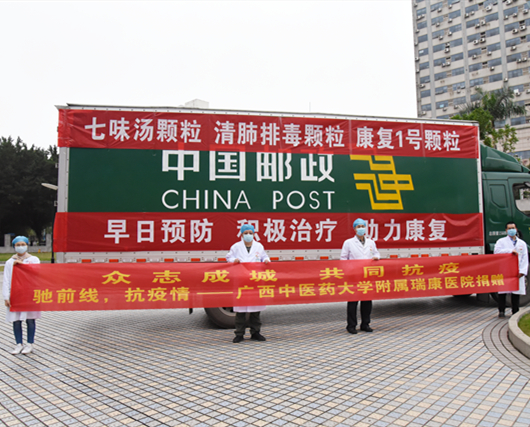 七味汤颗粒 清肺排毒颗粒 康复1号颗粒
中国邮政
CHINA POST
早日预防 积极治疗 助力康复
众志成城 共同抗疫
驰前线，抗疫情——广西中医药大学附属瑞康医院捐赠